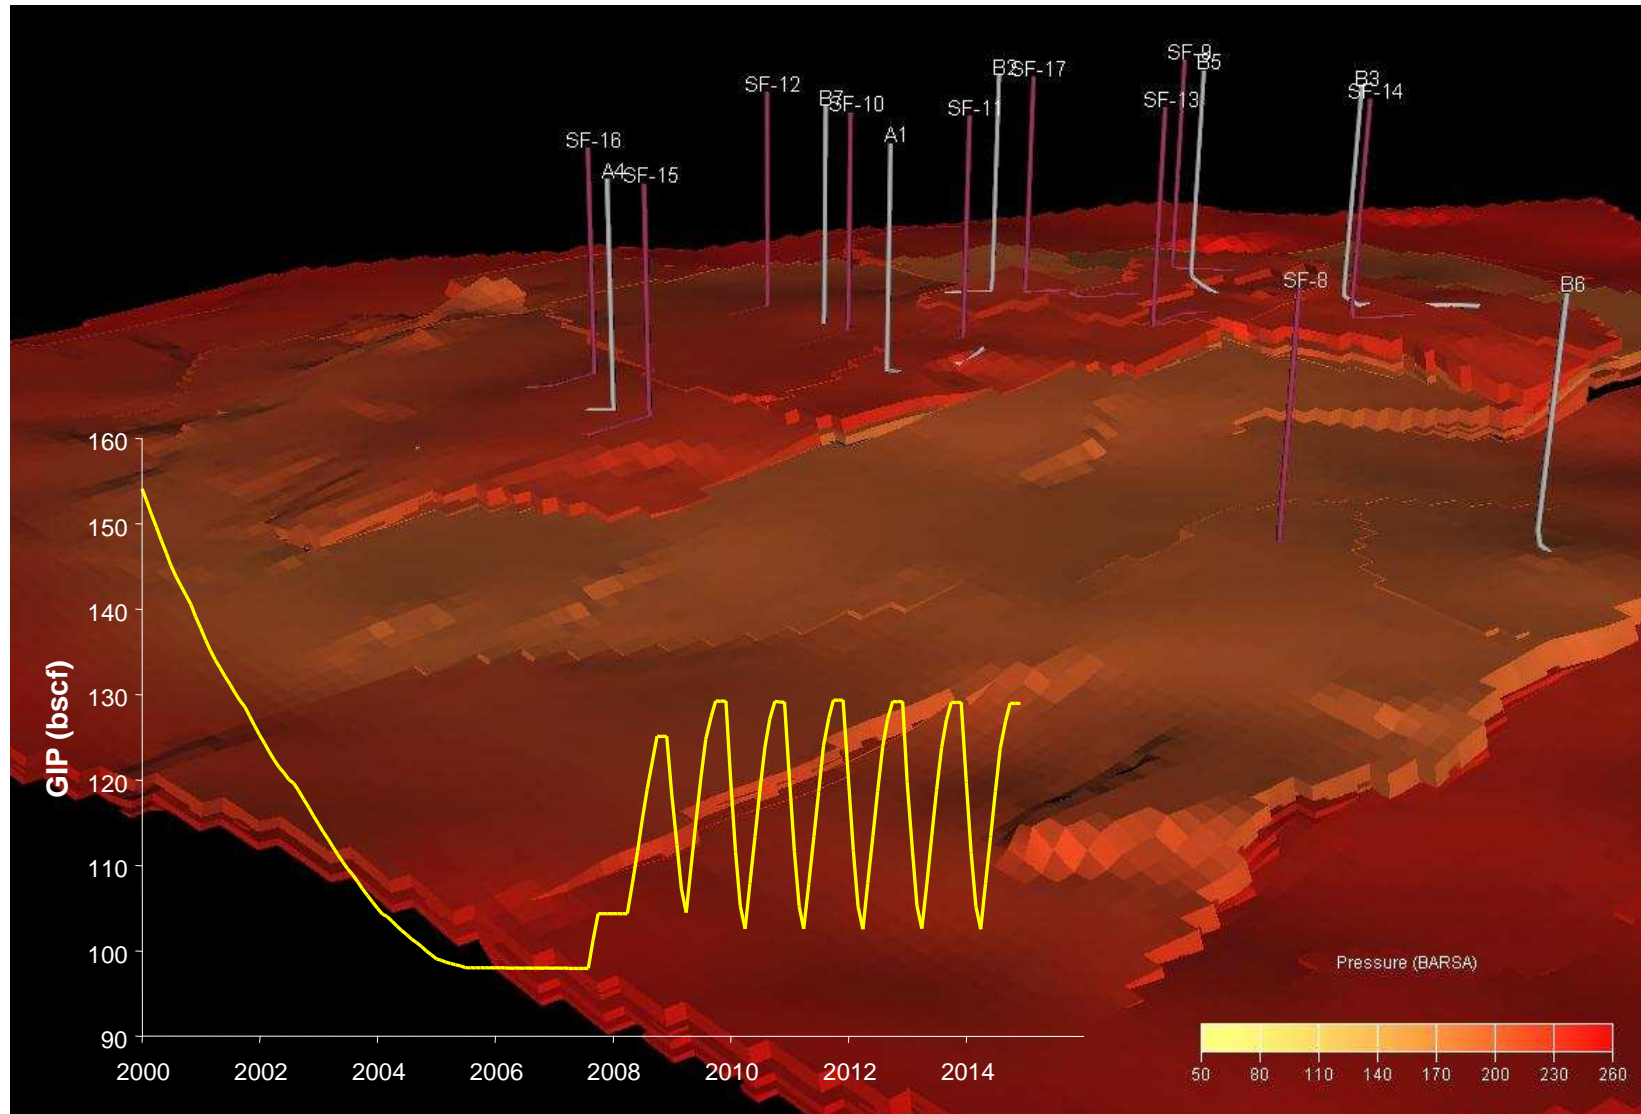 SF-9
B5
B2
SF-17
B3
SF-14
SF-12
B7
SF-10
SF-11
SF-13
A1
SF-16
A4
SF-15
SF-8
B6
160
150
140
130
120
110
100
90
GIP (bscf)
2000 2002 2004 2006 2008 2010 2012 2014
Pressure (BARSA)
50 80 110 140 170 200 230 260